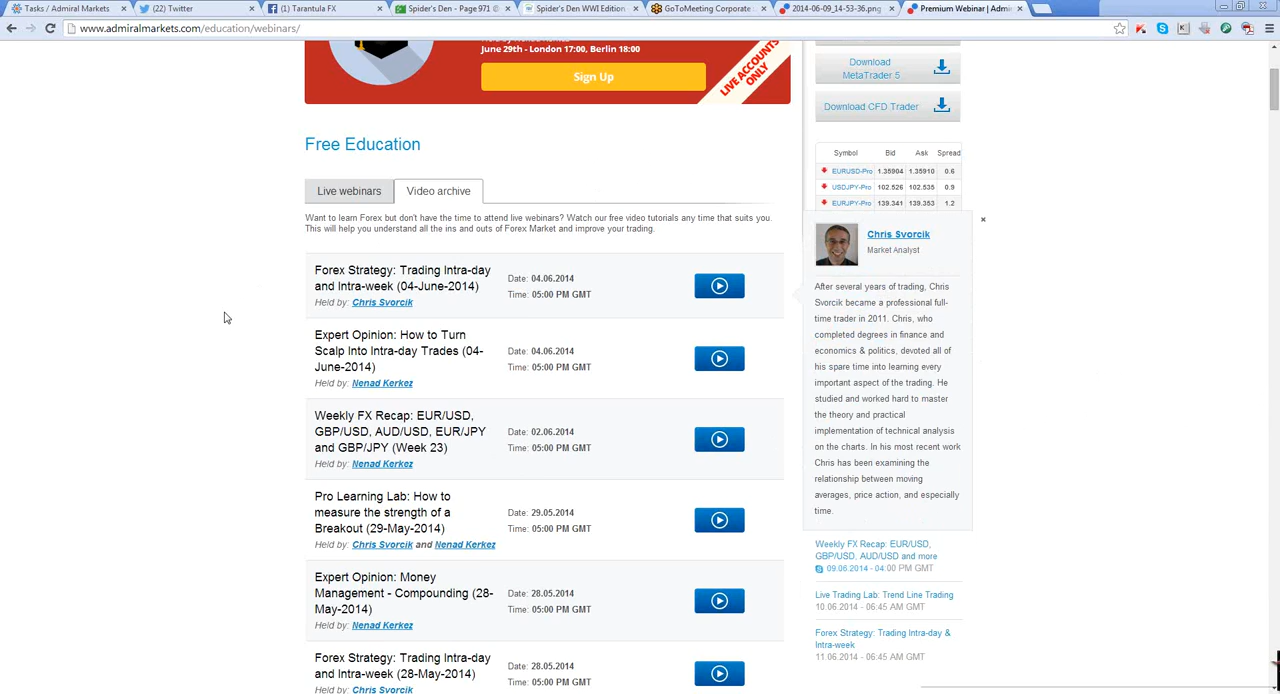 Tasks / Admiral Markets
(22) Twitter
(1) Tarantula FX
Spider's Den - Page 971
Spider's Den WWI Edition
GoToMeeting Corporate
2014-06-09_14-53-36.png
Premium Webinar | Admi
www.admiralmarkets.com/education/webinars/
June 29th - London 17:00, Berlin 18:00
Sign Up
LIVE ACCOUNTS
ONLY
Download
MetaTrader 5
Download CFD Trader
Symbol Bid Ask Spread
EURUSD-Pro 1.35904 1.35910 0.6
USDJPY-Pro 102.526 102.535 0.9
EURJPY-Pro 139.341 139.353 1.2
Free Education
Live webinars
Video archive
Want to learn Forex but don't have the time to attend live webinars? Watch our free video tutorials any time that suits you.
This will help you understand all the ins and outs of Forex Market and improve your trading.
Forex Strategy: Trading Intra-day
and Intra-week (04-June-2014)
Held by: Chris Svorcik
Date: 04.06.2014
Time: 05:00 PM GMT
Expert Opinion: How to Turn
Scalp Into Intra-day Trades (04-
June-2014)
Held by: Nenad Kerkez
Date: 04.06.2014
Time: 05:00 PM GMT
Weekly FX Recap: EUR/USD,
GBP/USD, AUD/USD, EUR/JPY
and GBP/JPY (Week 23)
Held by: Nenad Kerkez
Date: 02.06.2014
Time: 05:00 PM GMT
Pro Learning Lab: How to
measure the strength of a
Breakout (29-May-2014)
Held by: Chris Svorcik and Nenad Kerkez
Date: 29.05.2014
Time: 05:00 PM GMT
Expert Opinion: Money
Management - Compounding (28-
May-2014)
Held by: Nenad Kerkez
Date: 28.05.2014
Time: 05:00 PM GMT
Forex Strategy: Trading Intra-day
and Intra-week (28-May-2014)
Held by: Chris Svorcik
Date: 28.05.2014
Time: 05:00 PM GMT
Chris Svorcik
Market Analyst
After several years of trading, Chris
Svorcik became a professional full-
time trader in 2011. Chris, who
completed degrees in finance and
economics & politics, devoted all of
his spare time into learning every
important aspect of the trading. He
studied and worked hard to master
the theory and practical
implementation of technical analysis
on the charts. In his most recent work
Chris has been examining the
relationship between moving
averages, price action, and especially
time.
Weekly FX Recap: EUR/USD,
GBP/USD, AUD/USD and more
09.06.2014 - 04:00 PM GMT
Live Trading Lab: Trend Line Trading
10.06.2014 - 06:45 AM GMT
Forex Strategy: Trading Intra-day &
Intra-week
11.06.2014 - 06:45 AM GMT